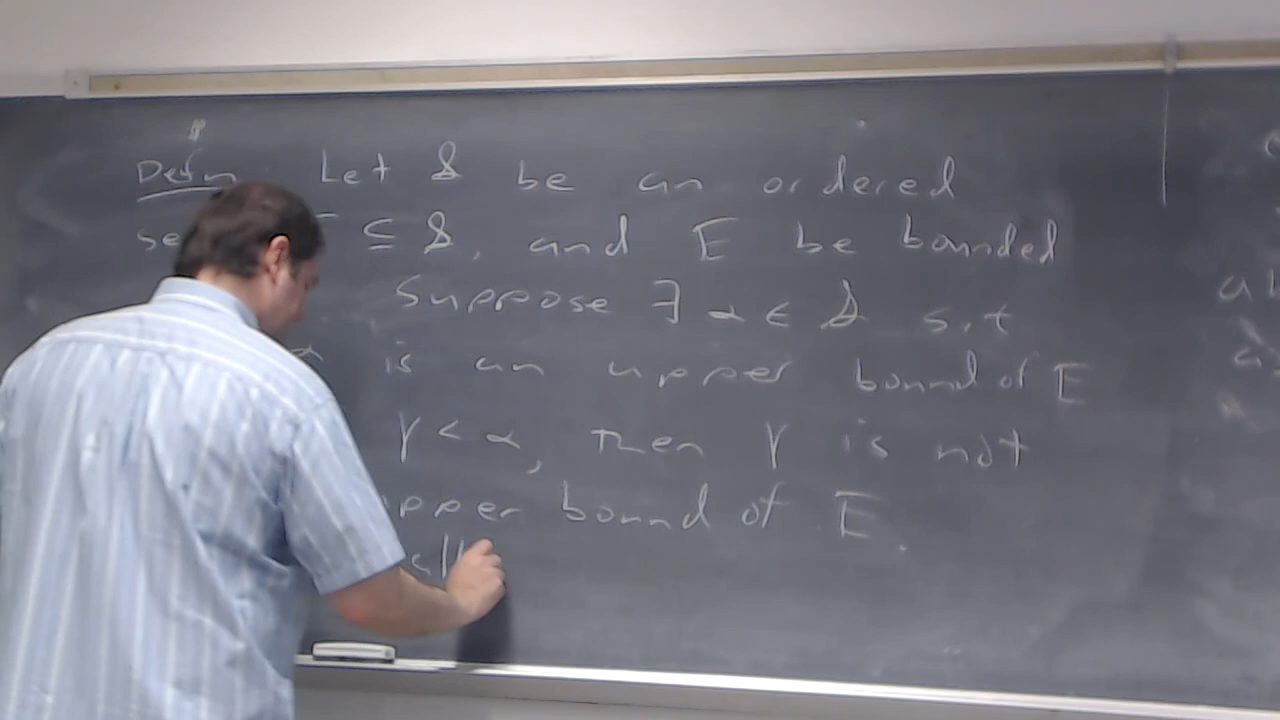 Defn Let S be an ordered
⊆ S, and E be bounded
Suppose ∃ α ∈ S s.t
α is an upper bound of E
γ < α, then γ is not
upper bound of E.